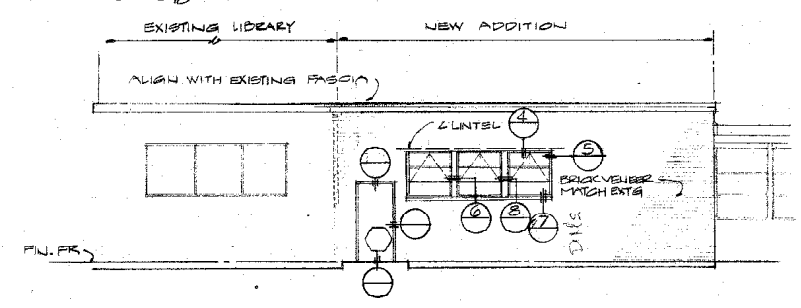 EXISTING LIBRARY
NEW ADDITION
ALIGN WITH EXISTING FASCIA
L LINTEL
4
5
BRICK VENEER
MATCH EXTG
6
8
7
FIN. FR